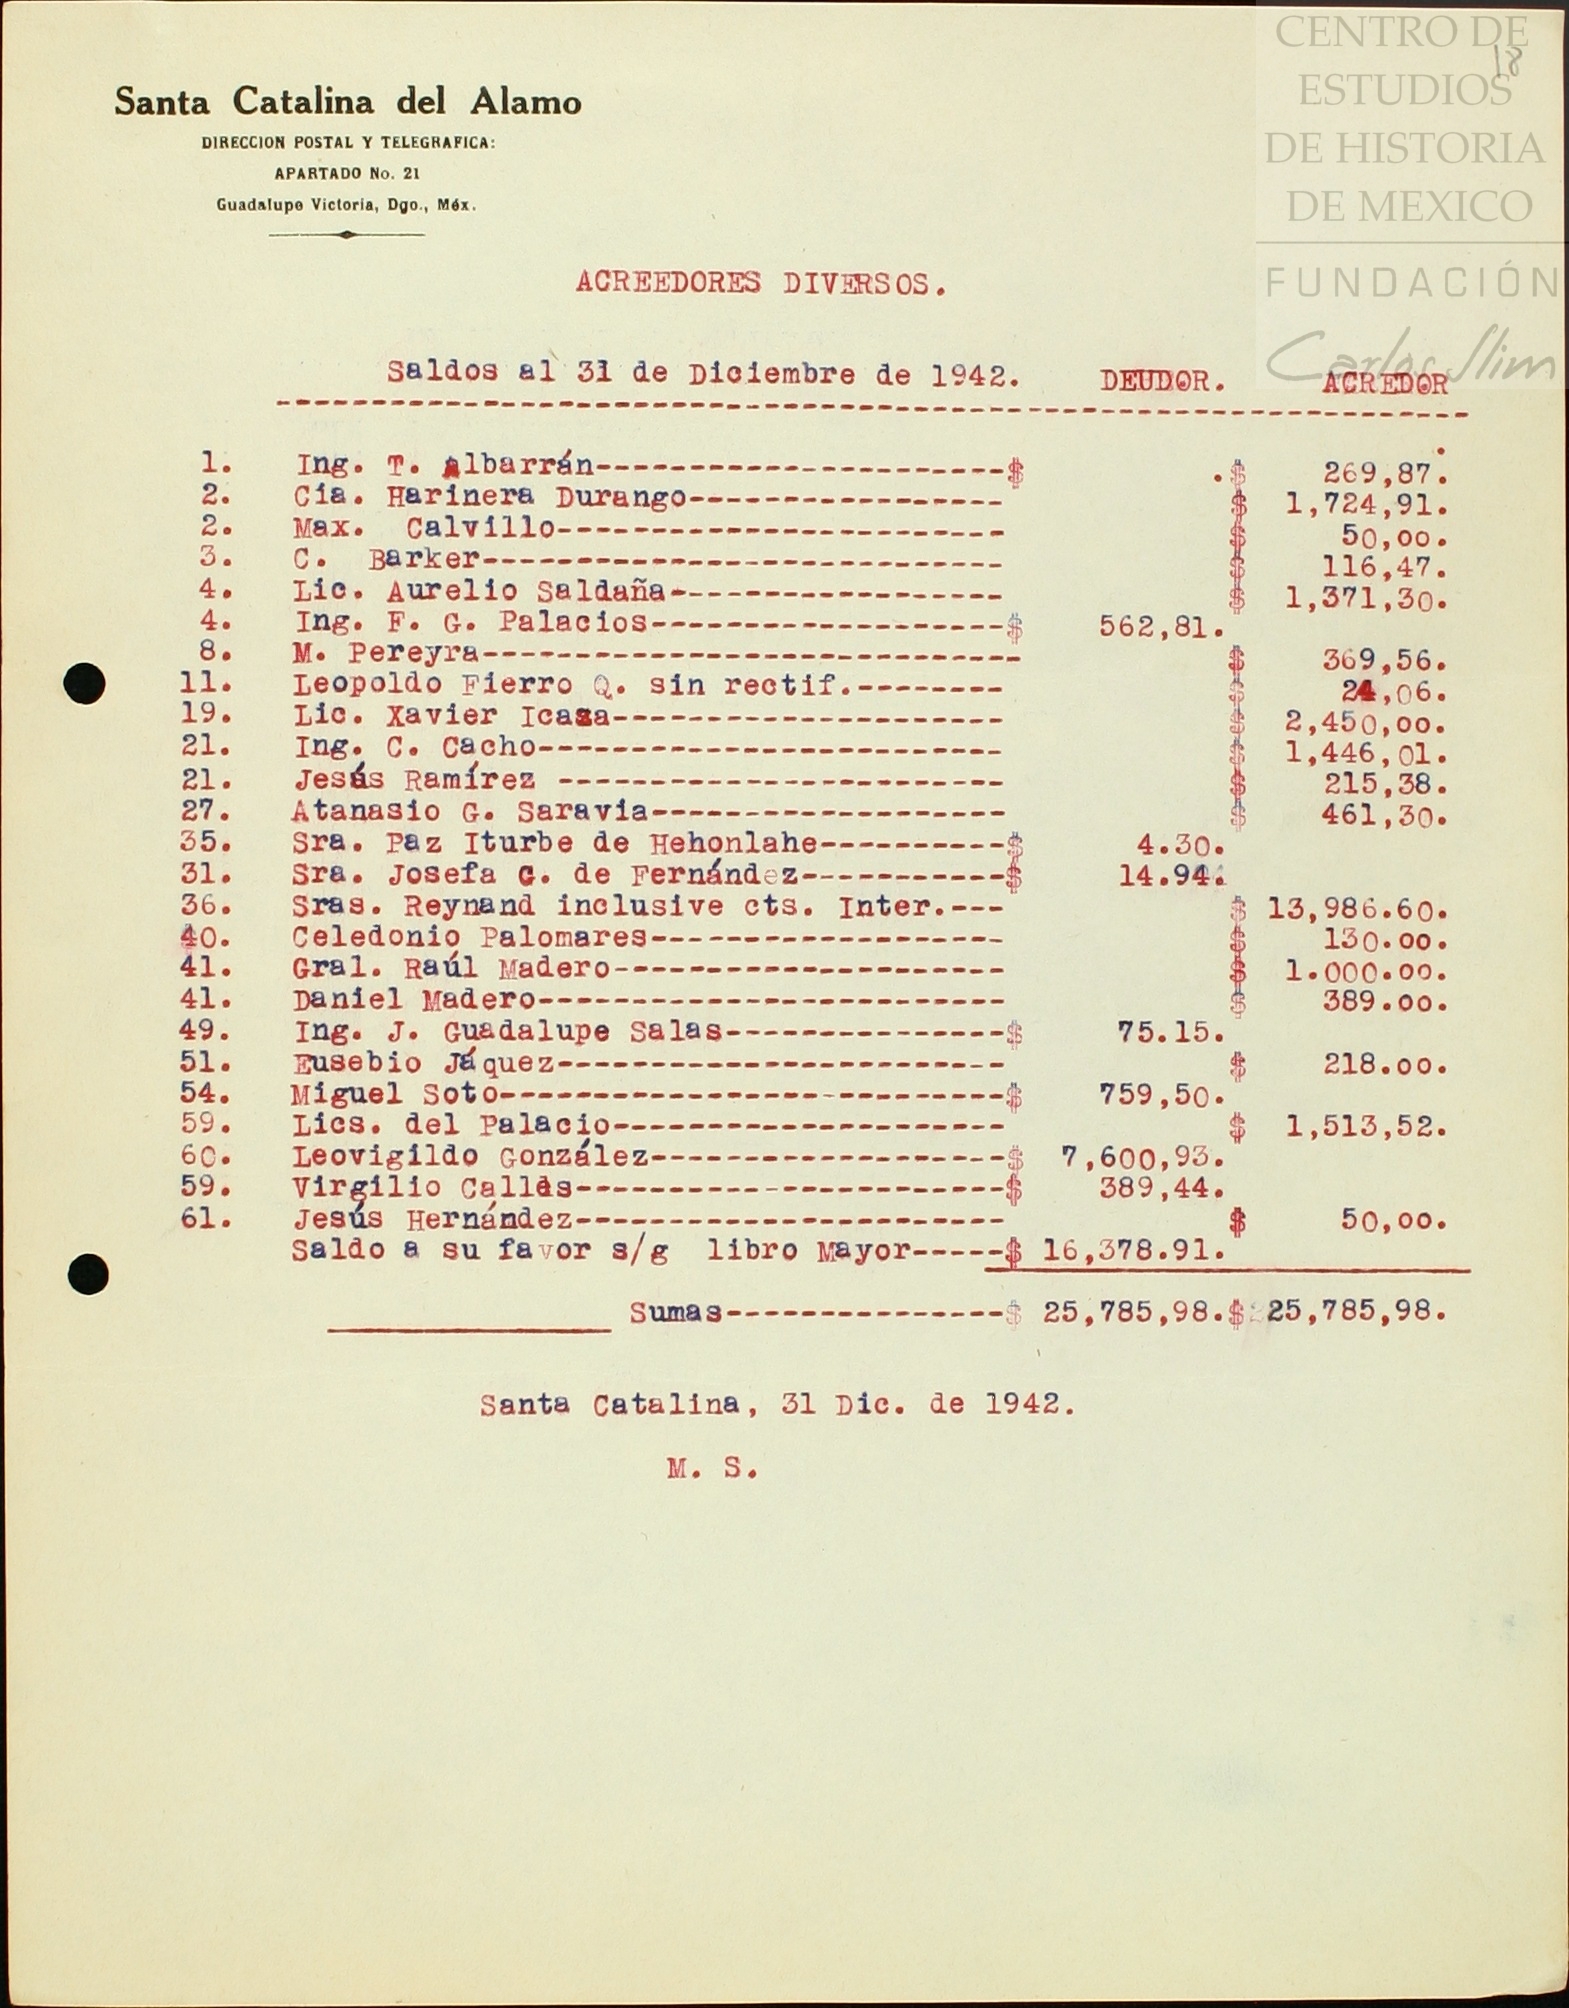 CENTRO DE
ESTUDIOS
DE HISTORIA
DE MEXICO
FUNDACIÓN
Carlos Slim
18
Santa Catalina del Alamo
DIRECCION POSTAL Y TELEGRAFICA:
APARTADO No. 21
Guadalupe Victoria, Dgo., Méx.
ACREEDORES DIVERSOS.
Saldos al 31 de Diciembre de 1942. DEUDOR. ACREDOR
1. Ing. T. Albarrán----------------------$ .$ 269,87.
2. Cia. Harinera Durango----------------- $ 1,724,91.
2. Max. Calvillo------------------------ $ 50,00.
3. C. Barker---------------------------- $ 116,47.
4. Lic. Aurelio Saldaña------------------ $ 1,371,30.
4. Ing. F. G. Palacios-------------------$ 562,81.
8. M. Pereyra----------------------------- $ 369,56.
11. Leopoldo Fierro Q. sin rectif.-------- $ 24,06.
19. Lic. Xavier Icaza--------------------- $ 2,450,00.
21. Ing. C. Cacho------------------------- $ 1,446,01.
21. Jesús Ramírez ------------------------ $ 215,38.
27. Atanasio G. Saravia------------------- $ 461,30.
35. Sra. Paz Iturbe de Hehonlahe----------$ 4.30.
31. Sra. Josefa G. de Fernández-----------$ 14.94.
36. Sras. Reynand inclusive cts. Inter.--- $ 13,986.60.
40. Celedonio Palomares------------------- $ 130.00.
41. Gral. Raúl Madero--------------------- $ 1.000.00.
41. Daniel Madero------------------------- $ 389.00.
49. Ing. J. Guadalupe Salas---------------$ 75.15.
51. Eusebio Jáquez------------------------ $ 218.00.
54. Miguel Soto---------------------------$ 759,50.
59. Lics. del Palacio--------------------- $ 1,513,52.
60. Leovigildo González-------------------$ 7,600,93.
59. Virgilio Calles-----------------------$ 389,44.
61. Jesús Hernández----------------------- $ 50,00.
Saldo a su favor s/g libro Mayor-----$ 16,378.91.
Sumas---------------$ 25,785,98.$ 25,785,98.
Santa Catalina, 31 Dic. de 1942.
M. S.